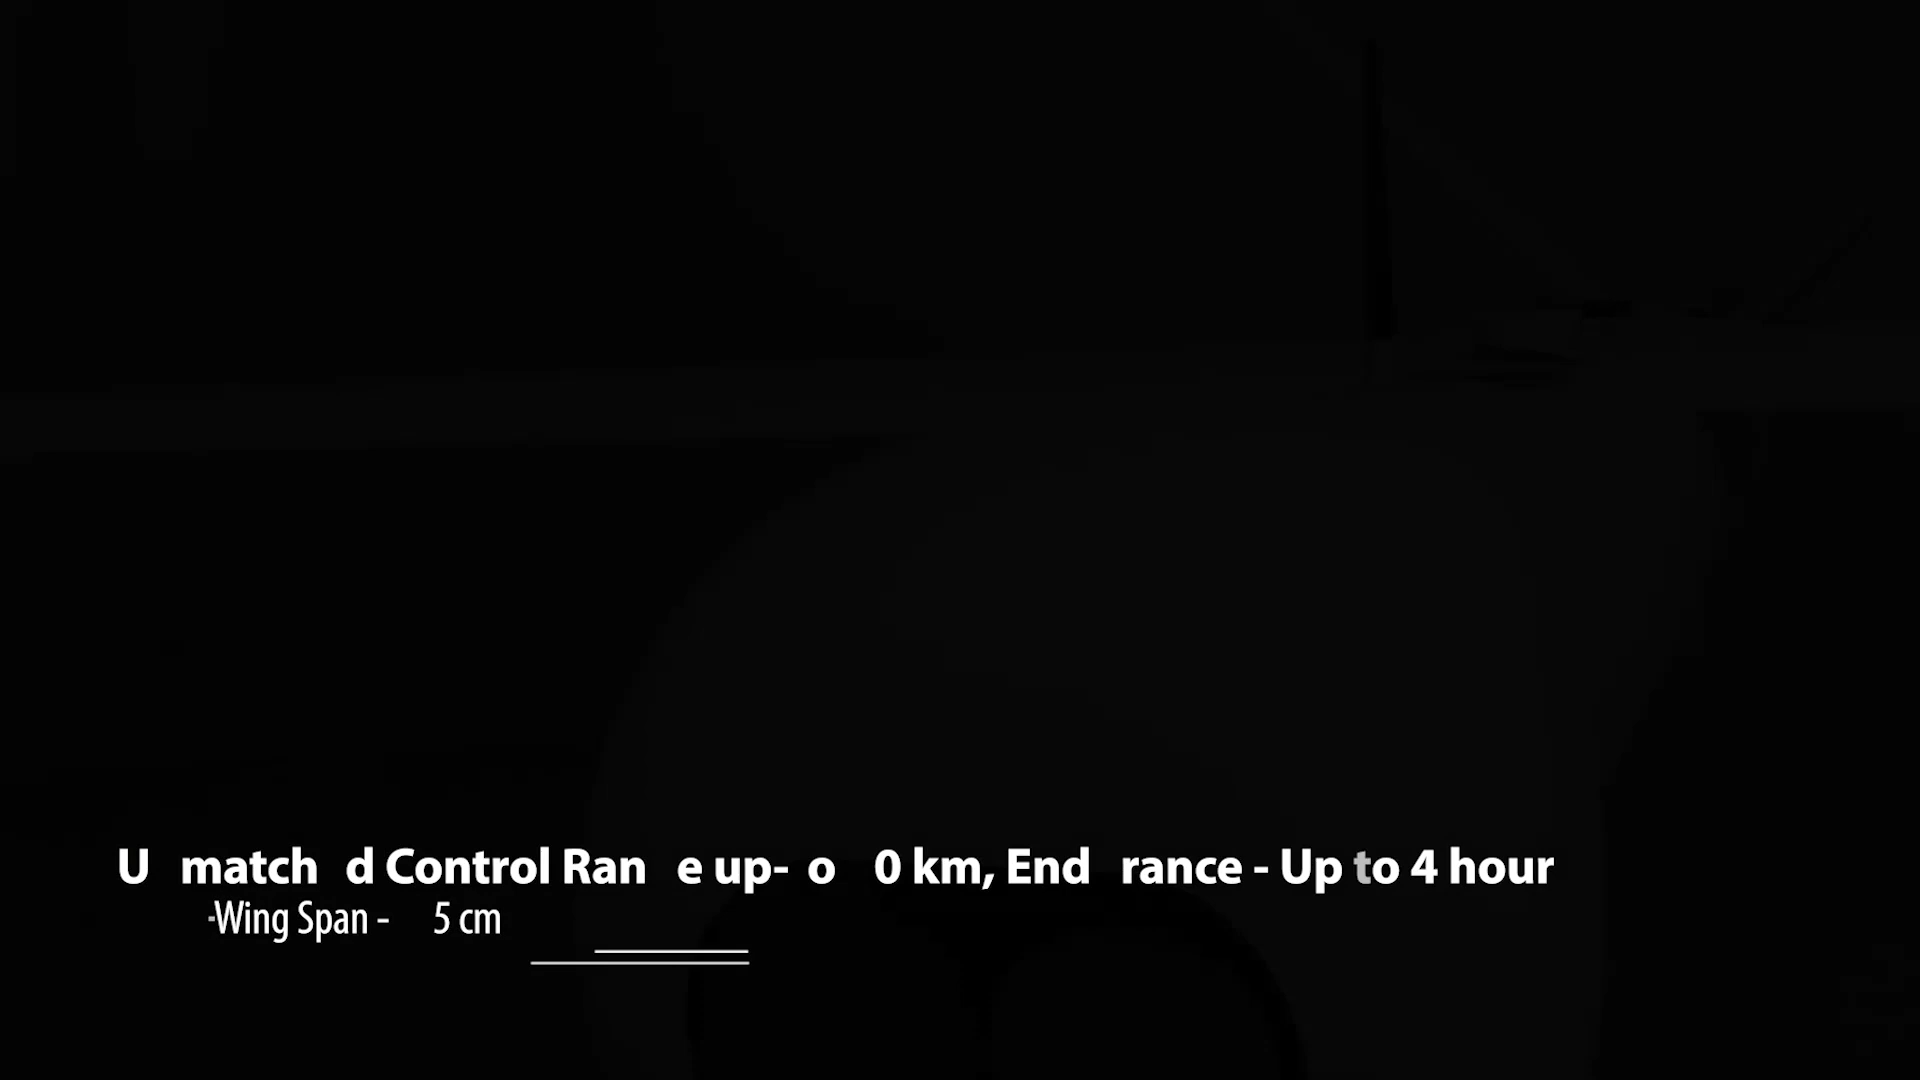 U match d Control Ran e up- o 0 km, End rance - Up to 4 hour
-Wing Span - 5 cm